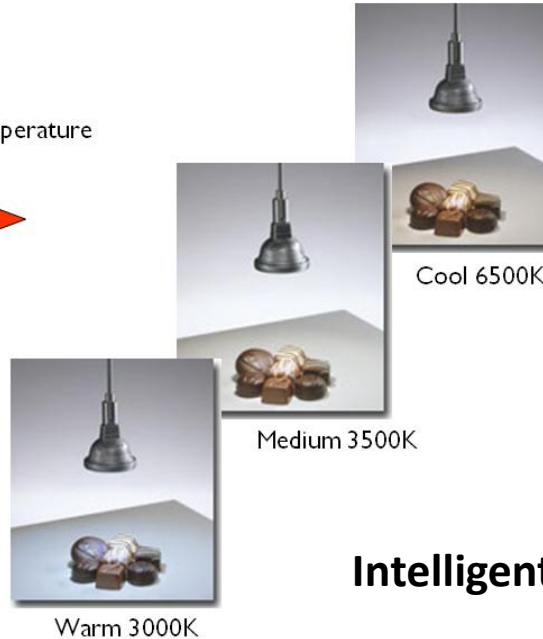 perature
Cool 6500K
Medium 3500K
Warm 3000K
Intelligent